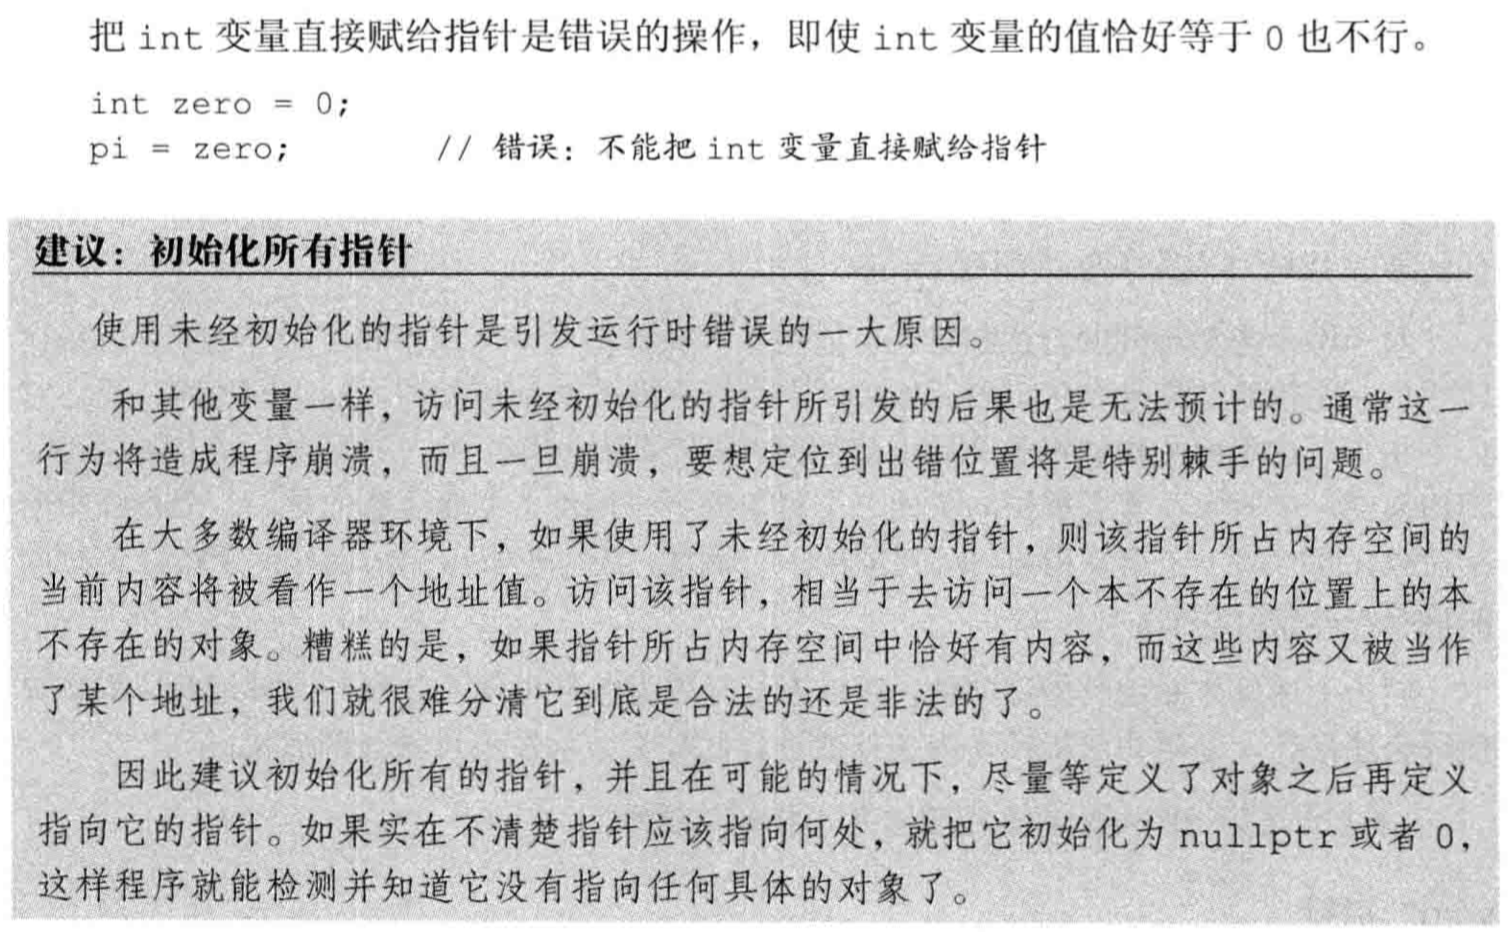 把 int 变量直接赋给指针是错误的操作，即使 int 变量的值恰好等于 0 也不行。
int zero = 0;
pi = zero; // 错误：不能把 int 变量直接赋给指针
建议：初始化所有指针
使用未经初始化的指针是引发运行时错误的一大原因。
和其他变量一样，访问未经初始化的指针所引发的后果也是无法预计的。通常这一
行为将造成程序崩溃，而且一旦崩溃，要想定位到出错位置将是特别棘手的问题。
在大多数编译器环境下，如果使用了未经初始化的指针，则该指针所占内存空间的
当前内容将被看作一个地址值。访问该指针，相当于去访问一个本不存在的位置上的本
不存在的对象。糟糕的是，如果指针所占内存空间中恰好有内容，而这些内容又被当作
了某个地址，我们就很难分清它到底是合法的还是非法的了。
因此建议初始化所有的指针，并且在可能的情况下，尽量等定义了对象之后再定义
指向它的指针。如果实在不清楚指针应该指向何处，就把它初始化为 nullptr 或者 0，
这样程序就能检测并知道它没有指向任何具体的对象了。